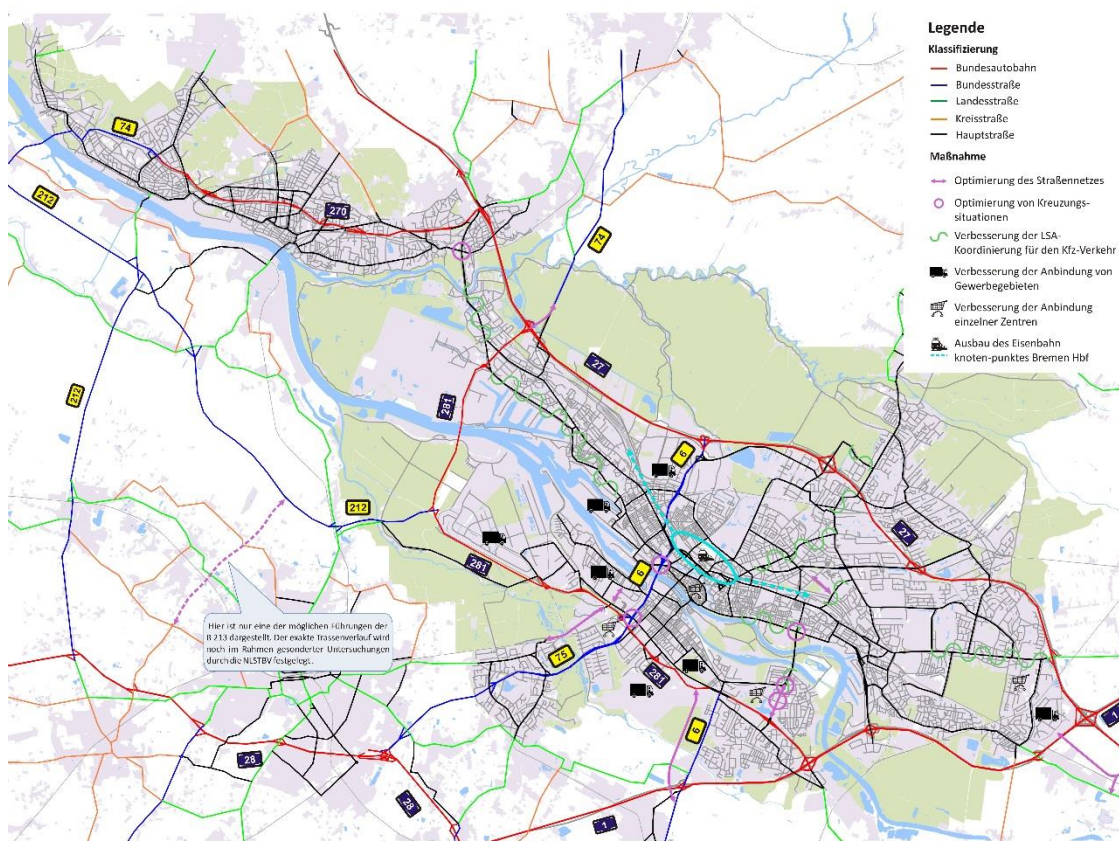 Legende
Klassifizierung
Bundesautobahn
Bundesstraße
Landesstraße
Kreisstraße
Hauptstraße
Maßnahme
Optimierung des Straßennetzes
Optimierung von Kreuzungs-
situationen
Verbesserung der LSA-
Koordinierung für den Kfz-Verkehr
Verbesserung der Anbindung von
Gewerbegebieten
Verbesserung der Anbindung
einzelner Zentren
Ausbau des Eisenbahn
knoten-punktes Bremen Hbf
74
212
270
74
27
212
281
6
212
27
281
6
Hier ist nur eine der möglichen Führungen der
B 213 dargestellt. Der exakte Trassenverlauf wird
noch im Rahmen gesonderter Untersuchungen
durch die NLSTBV festgelegt.
75
281
6
1
28
28
1